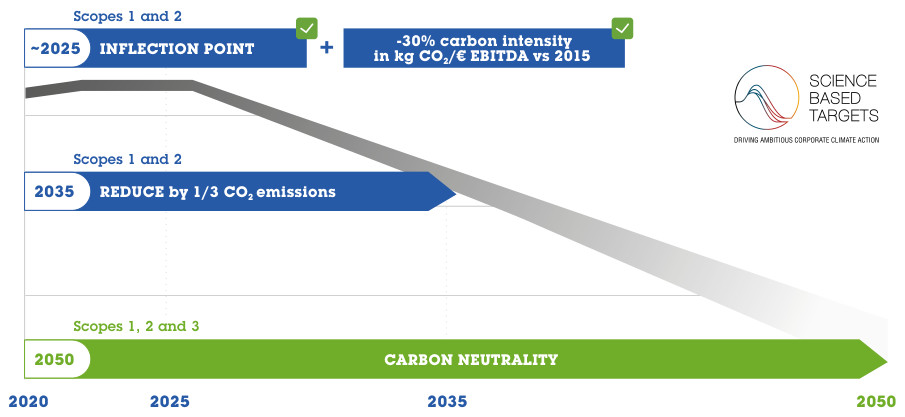 Scopes 1 and 2
~2025 INFLECTION POINT + -30% carbon intensity
in kg CO₂/€ EBITDA vs 2015
SCIENCE
BASED
TARGETS
DRIVING AMBITIOUS CORPORATE CLIMATE ACTION
Scopes 1 and 2
2035 REDUCE by 1/3 CO₂ emissions
Scopes 1, 2 and 3
2050 CARBON NEUTRALITY
2020 2025 2035 2050